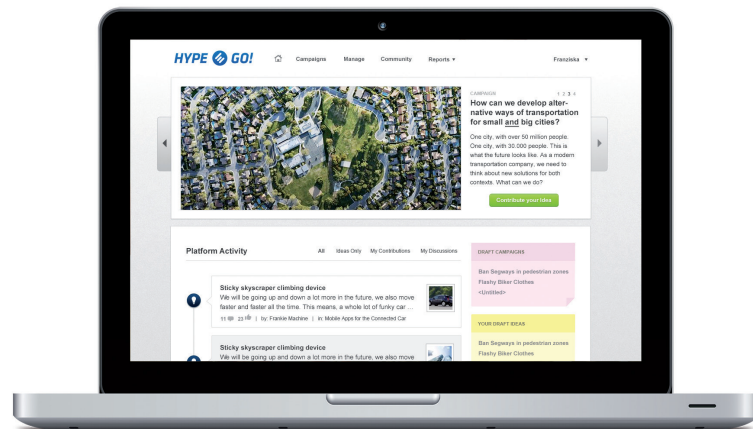 HYPE GO!
Campaigns Manage Community Reports Franziska
CAMPAIGN 1 2 3 4
How can we develop alter-
native ways of transportation
for small and big cities?
One city, with over 50 million people.
One city, with 30.000 people. This is
what the future looks like. As a modern
transportation company, we need to
think about new solutions for both
contexts. What can we do?
Contribute your idea
Platform Activity All Ideas Only My Contributions My Discussions
Sticky skyscraper climbing device
We will be going up and down a lot more in the future, we also move
faster and faster all the time. This means, a whole lot of funky car ...
11 23 | by: Frankie Machine | in: Mobile Apps for the Connected Car
Sticky skyscraper climbing device
We will be going up and down a lot more in the future, we also move
DRAFT CAMPAIGNS
Ban Segways in pedestrian zones
Flashy Biker Clothes
<Untitled>
YOUR DRAFT IDEAS
Ban Segways in pedestrian zones
Flashy Biker Clothes